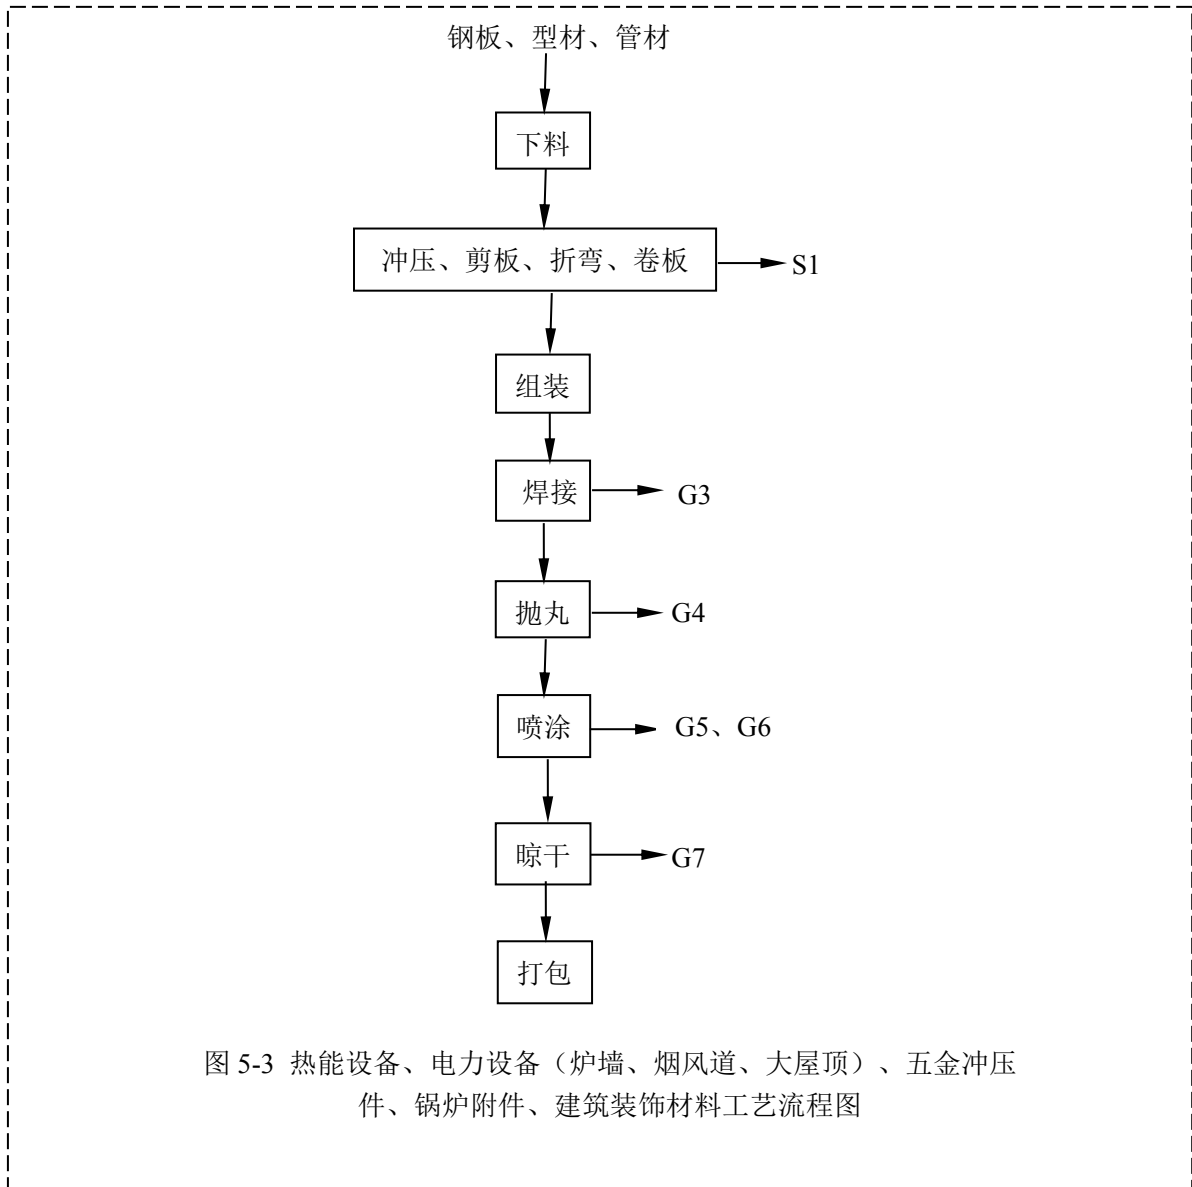 钢板、型材、管材
下料
冲压、剪板、折弯、卷板
S1
组装
焊接
G3
抛丸
G4
喷涂
G5、G6
晾干
G7
打包
图 5-3 热能设备、电力设备（炉墙、烟风道、大屋顶）、五金冲压
件、锅炉附件、建筑装饰材料工艺流程图